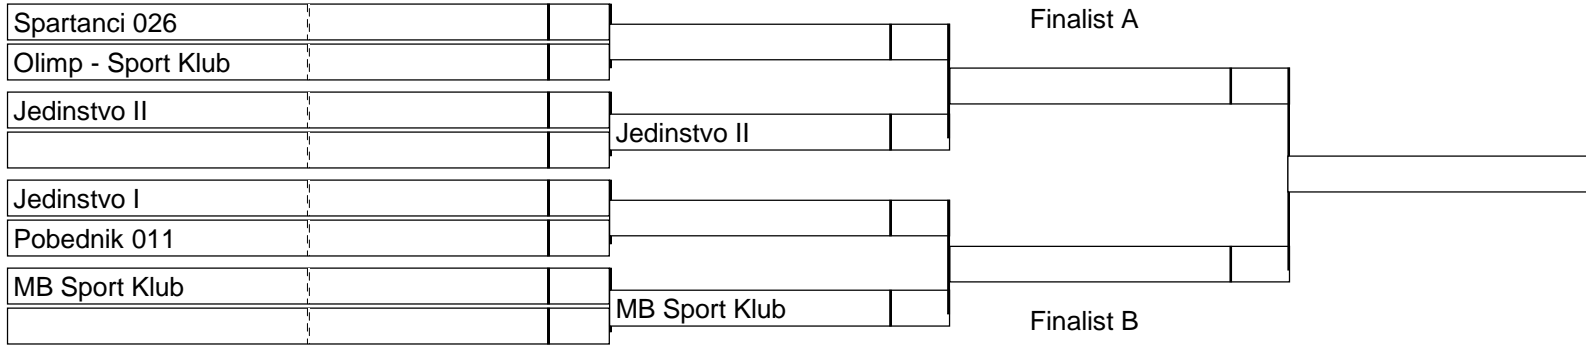 Spartanci 026
Olimp - Sport Klub
Jedinstvo II
Jedinstvo I
Pobednik 011
MB Sport Klub
Jedinstvo II
MB Sport Klub
Finalist A
Finalist B